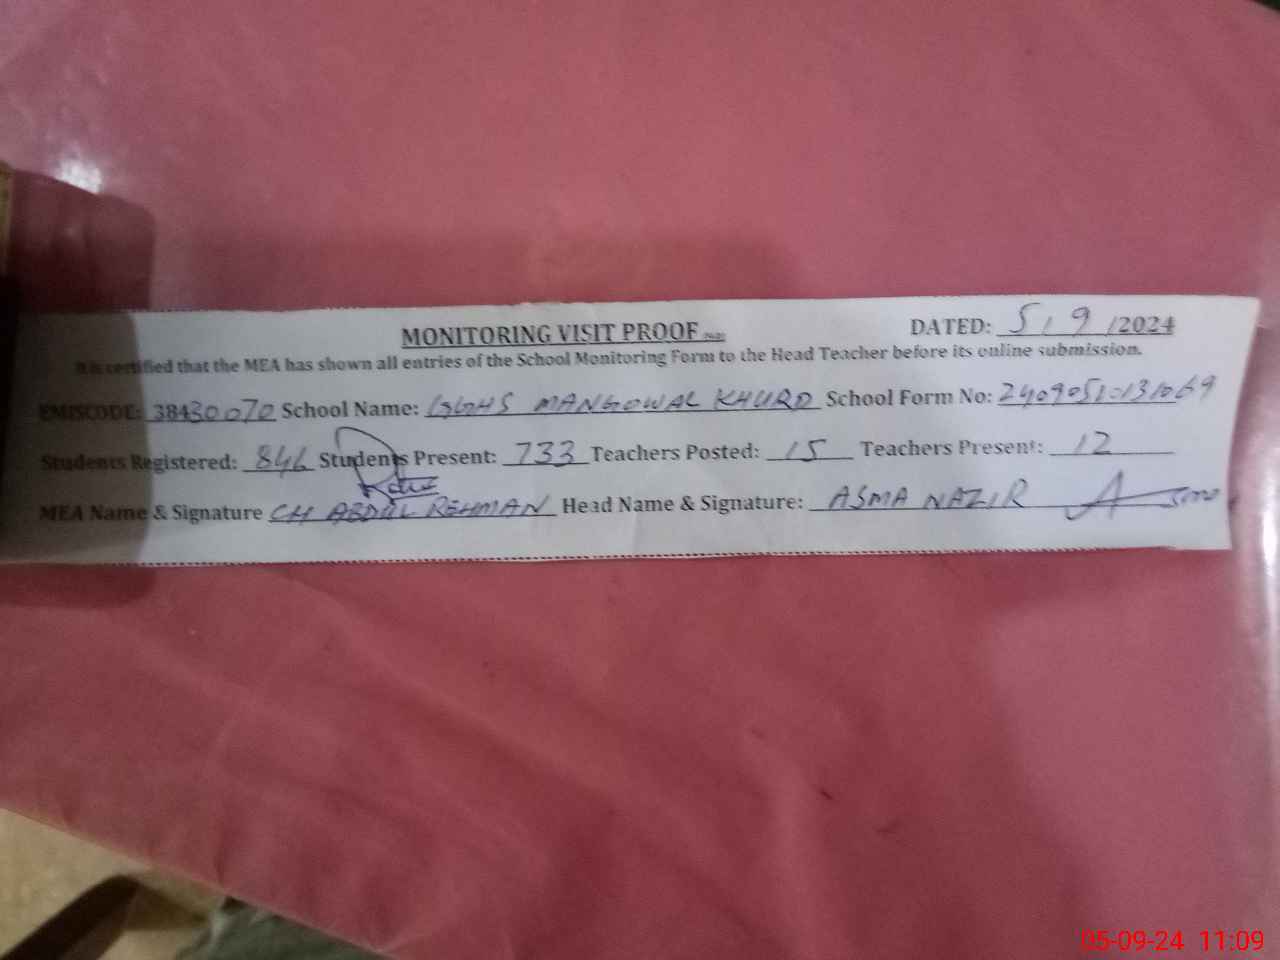 MONITORING VISIT PROOF
DATED: 5/9/2024
It is certified that the MEA has shown all entries of the School Monitoring Form to the Head Teacher before its online submission.
EMISCODE: 38430070 School Name: GGHS MANGOWAL KHURD School Form No:
Students Registered: 846 Students Present: 733 Teachers Posted: 15 Teachers Present: 12
MEA Name & Signature CH ABDUL REHMAN Head Name & Signature: ASMA NAZIR
05-09-24 11:09